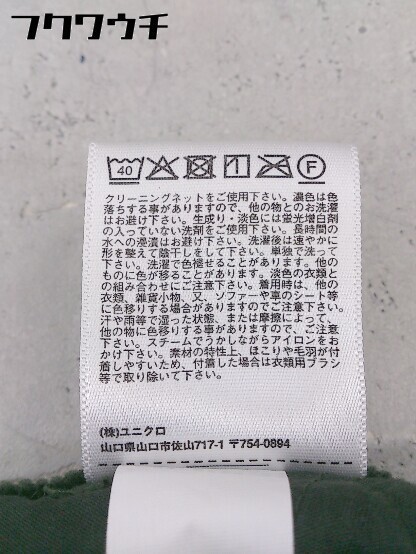 フクワウチ
40 F
クリーニングネットをご使用下さい。濃色は色
落ちする事がありますので、他の物とのお洗濯
はお避け下さい。生成り・淡色には蛍光増白剤
の入っていない洗剤をご使用下さい。長時間の
水への浸漬はお避け下さい。洗濯後は速やかに
形を整えて陰干しをして下さい。単独で洗って
下さい。洗濯で色褪せることがあります。他の
ものに色が移ることがあります。淡色の衣類と
の組み合わせにご注意下さい。着用時は、他の
衣類、雑貨小物、又、ソファーや車のシート等
に色移りする場合がありますのでご注意下さい。
汗や雨等で湿った状態、または摩擦によって、
他の物に色移りする事がありますので、ご注意
下さい。スチームでうかしながらアイロンをお
かけ下さい。素材の特性上、ほこりや毛羽が付
着しやすいため、付着した場合は衣類用ブラシ
等で取り除いて下さい。
(株)ユニクロ
山口県山口市佐山717-1 〒754-0894